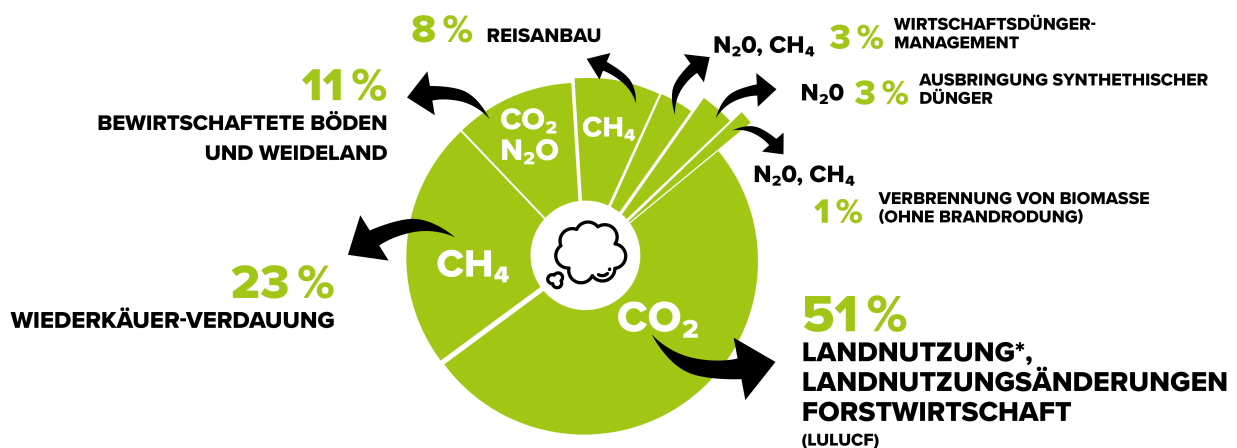 8 % REISANBAU
N₂0, CH₄ 3 % WIRTSCHAFTSDÜNGER-
MANAGEMENT
11 %
BEWIRTSCHAFTETE BÖDEN
UND WEIDELAND
N₂0 3 % AUSBRINGUNG SYNTHETHISCHER
DÜNGER
CO₂
N₂O
CH₄
N₂0, CH₄
1 % VERBRENNUNG VON BIOMASSE
(OHNE BRANDRODUNG)
23 %
WIEDERKÄUER-VERDAUUNG
CH₄
CO₂
51 %
LANDNUTZUNG*,
LANDNUTZUNGSÄNDERUNGEN
FORSTWIRTSCHAFT
(LULUCF)